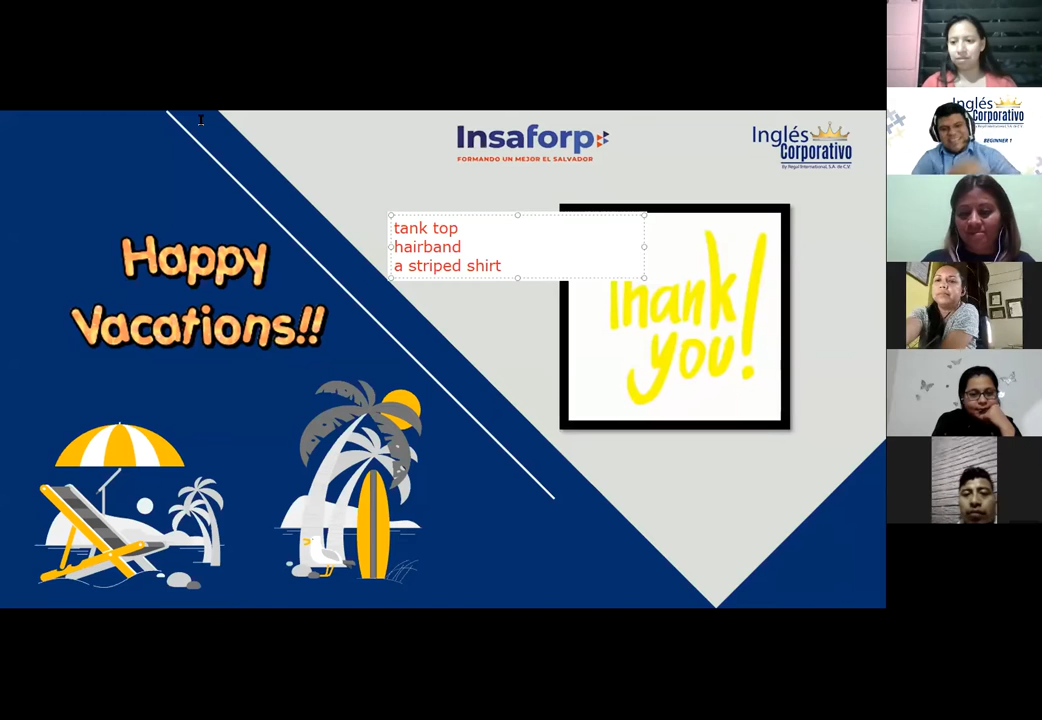 Happy
Vacations!!
Insaforp
FORMANDO UN MEJOR EL SALVADOR
Inglés
Corporativo
By Regal International, S.A. de C.V.
tank top
hairband
a striped shirt
Thank
you!
Inglés
Corporativo
BEGINNER 1